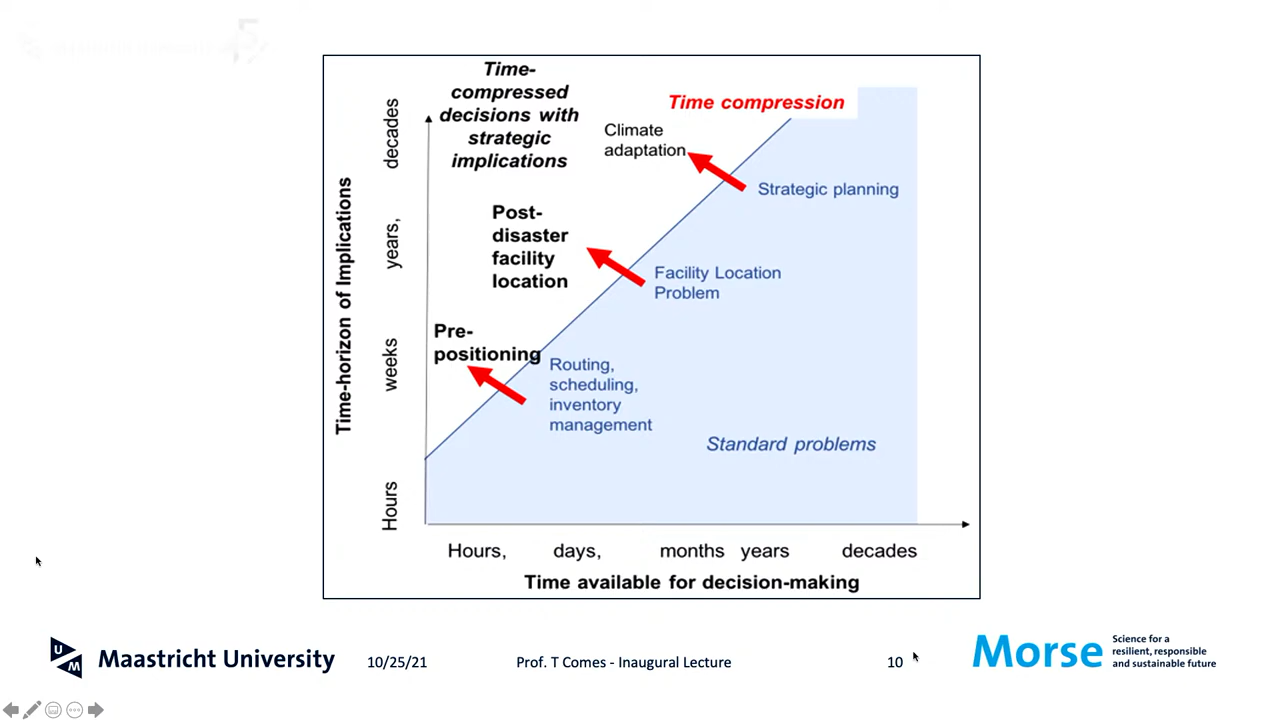 Maastricht University
Time-
compressed
decisions with
strategic
implications
Time compression
Climate
adaptation
Strategic planning
Post-
disaster
facility
location
Facility Location
Problem
Pre-
positioning
Routing,
scheduling,
inventory
management
Standard problems
Time-horizon of Implications
decades
years,
weeks
Hours
Hours, days, months years decades
Time available for decision-making
UM
Maastricht University
10/25/21
Prof. T Comes - Inaugural Lecture
10
Morse
Science for a
resilient, responsible
and sustainable future